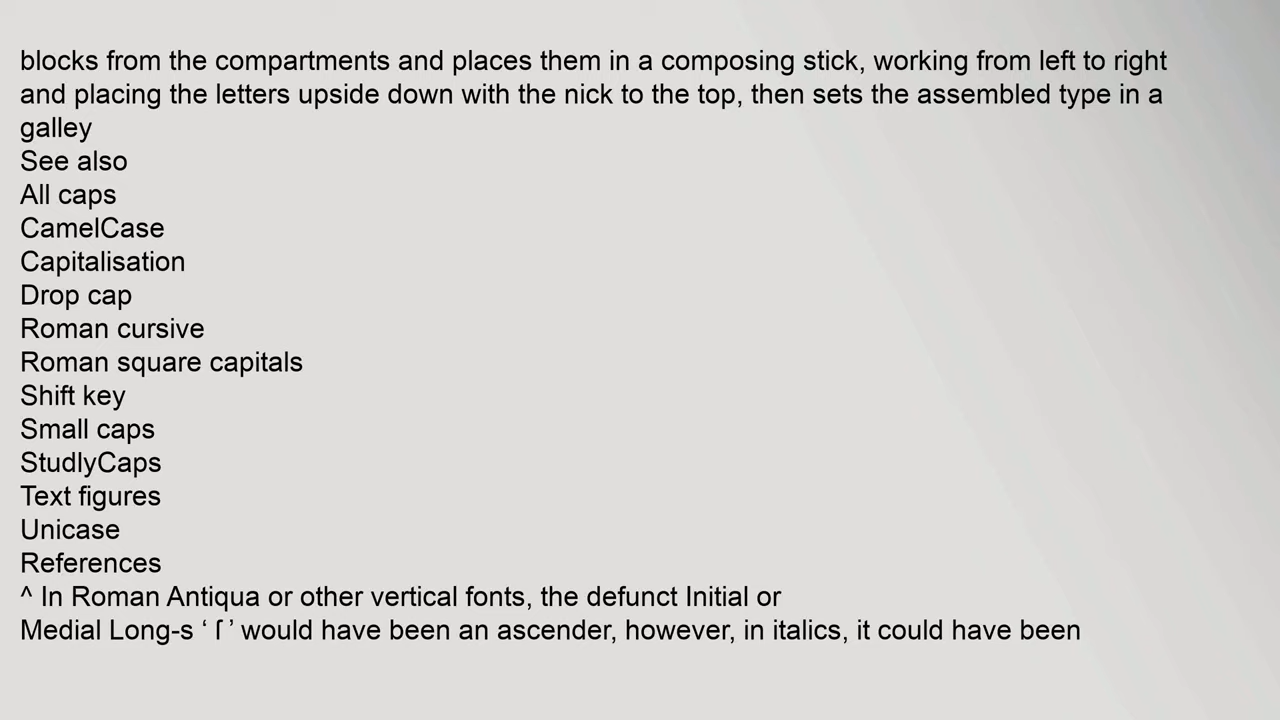 blocks from the compartments and places them in a composing stick, working from left to right
and placing the letters upside down with the nick to the top, then sets the assembled type in a
galley
See also
All caps
CamelCase
Capitalisation
Drop cap
Roman cursive
Roman square capitals
Shift key
Small caps
StudlyCaps
Text figures
Unicase
References
^ In Roman Antiqua or other vertical fonts, the defunct Initial or
Medial Long-s ‘ ſ ’ would have been an ascender, however, in italics, it could have been